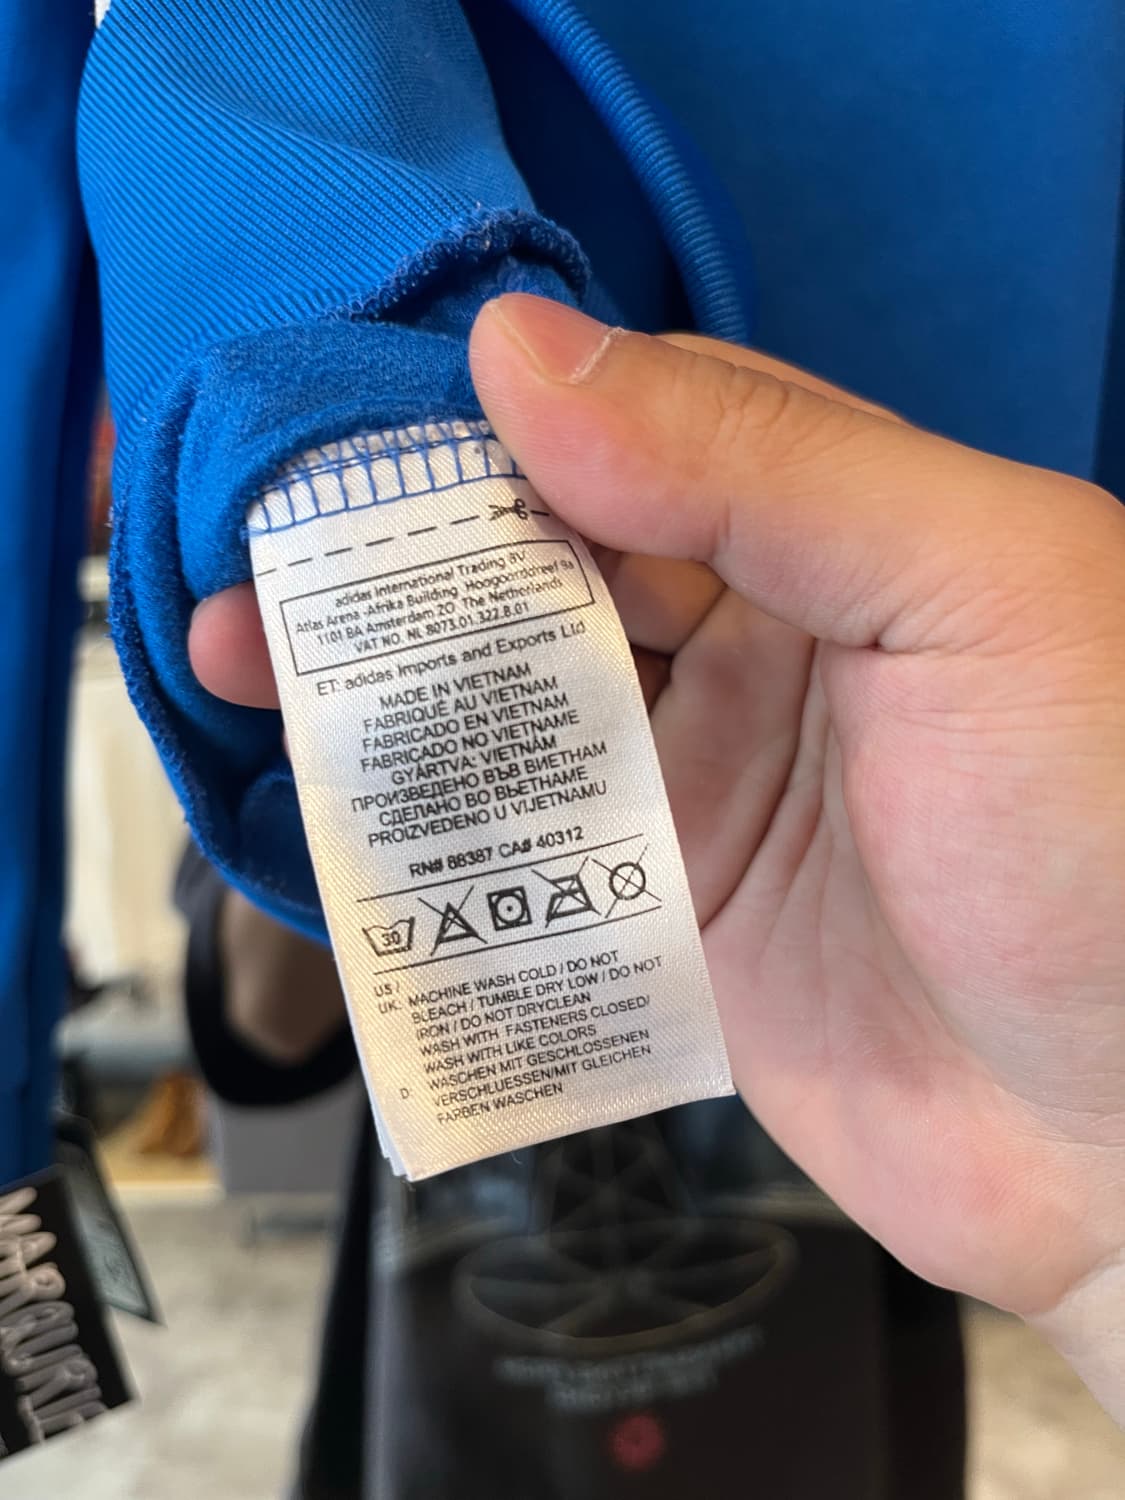 adidas International Trading BV
Atlas Arena -Afrika Building Hoogoorddreef 9a
1101 BA Amsterdam ZO The Netherlands
VAT NO. NL 8073.01.322.B.01
ET: adidas Imports and Exports Ltd
MADE IN VIETNAM
FABRIQUÉ AU VIETNAM
FABRICADO EN VIETNAM
FABRICADO NO VIETNAME
GYÁRTVA: VIETNÁM
ПРОИЗВЕДЕНО ВЪВ ВИЕТНАМ
СДЕЛАНО ВО ВЬЕТНАМЕ
PROIZVEDENO U VIJETNAMU
RN# 88387 CA# 40312
30
US / UK: MACHINE WASH COLD / DO NOT
BLEACH / TUMBLE DRY LOW / DO NOT
IRON / DO NOT DRYCLEAN
WASH WITH FASTENERS CLOSED/
WASH WITH LIKE COLORS
D: WASCHEN MIT GESCHLOSSENEN
VERSCHLUESSEN/MIT GLEICHEN
FARBEN WASCHEN